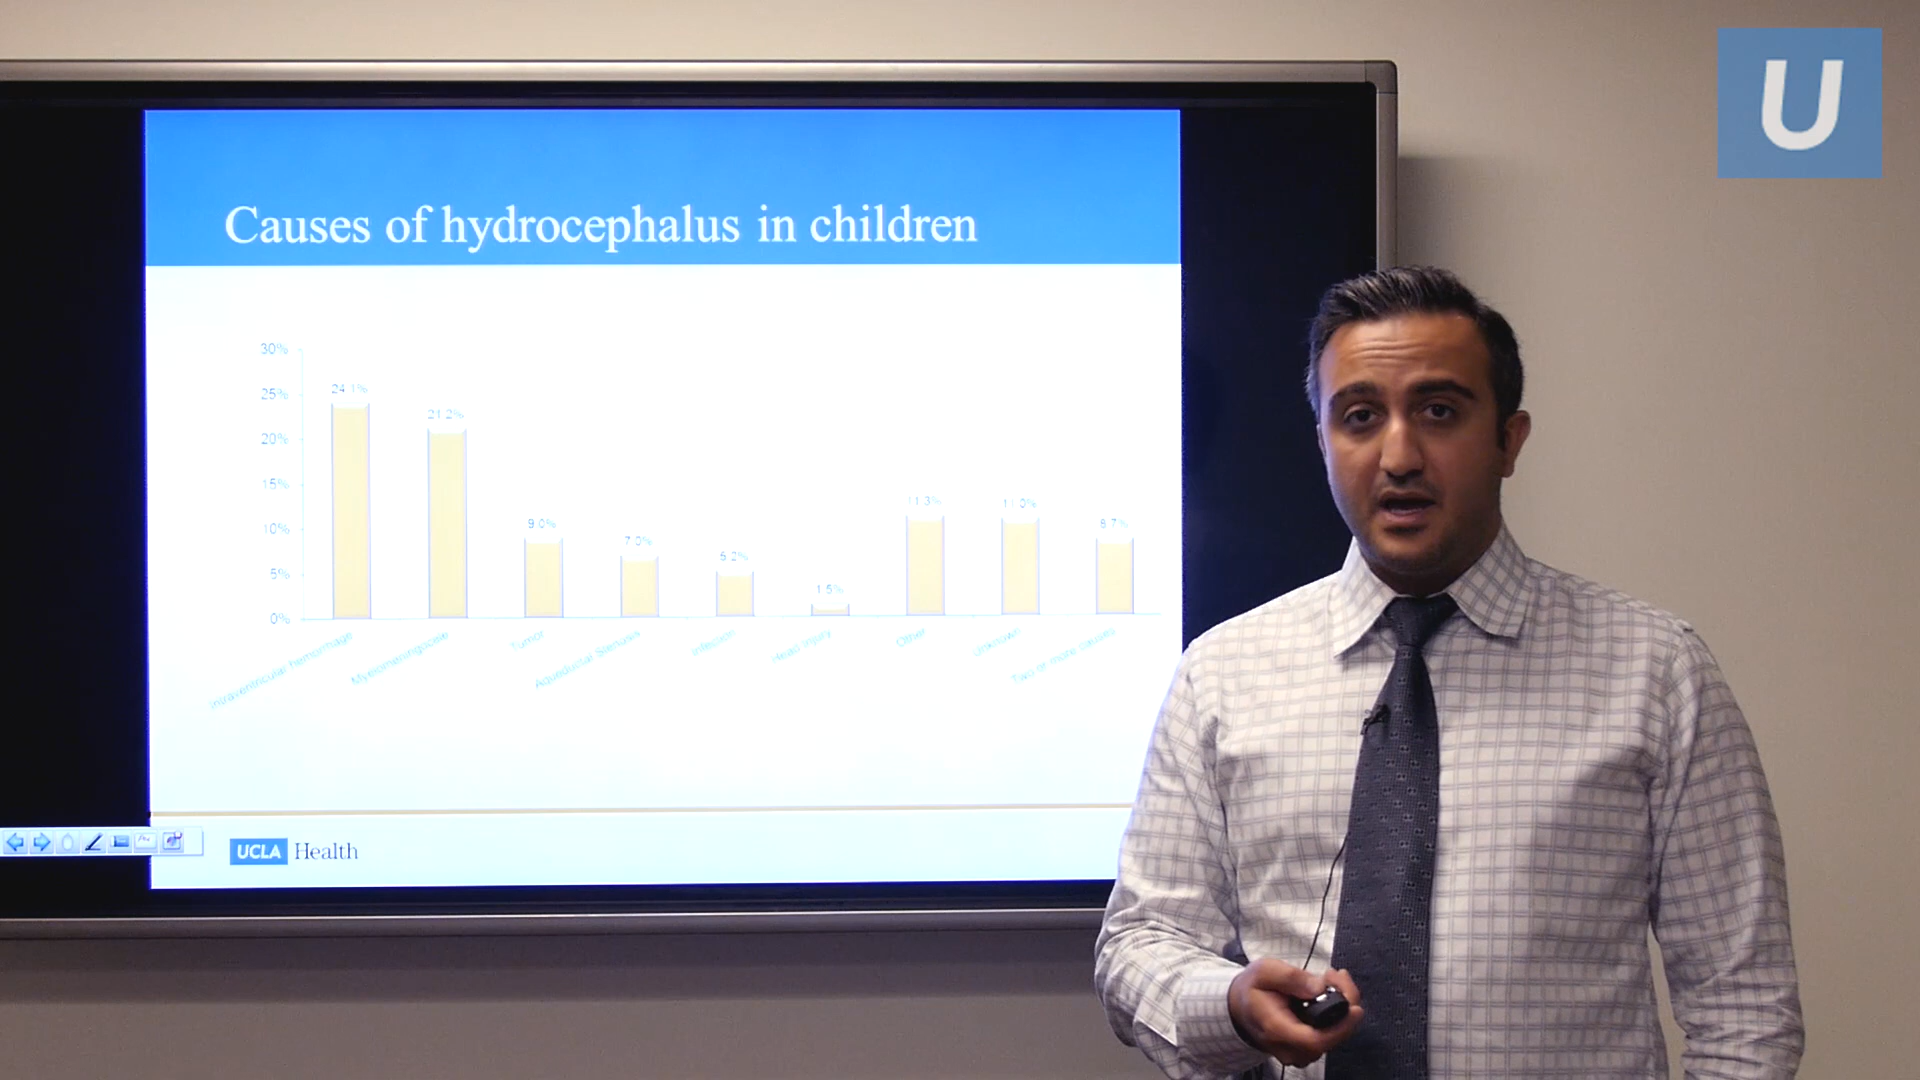 U
Causes of hydrocephalus in children
30%
25%
20%
15%
10%
5%
0%
24.1%
21.2%
9.0%
7.0%
5.2%
1.5%
11.3%
11.0%
8.7%
Intraventricular hemorrhage
Myelomeningocele
Tumor
Aqueductal Stenosis
Infection
Head injury
Other
Unknown
Two or more causes
UCLA Health